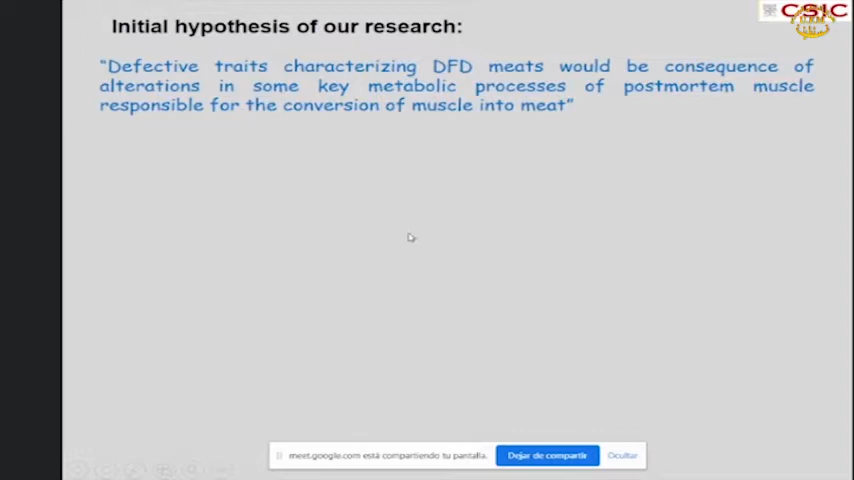 CSIC
Initial hypothesis of our research:
“Defective traits characterizing DFD meats would be consequence of
alterations in some key metabolic processes of postmortem muscle
responsible for the conversion of muscle into meat”
meet.google.com está compartiendo tu pantalla.
Dejar de compartir
Ocultar